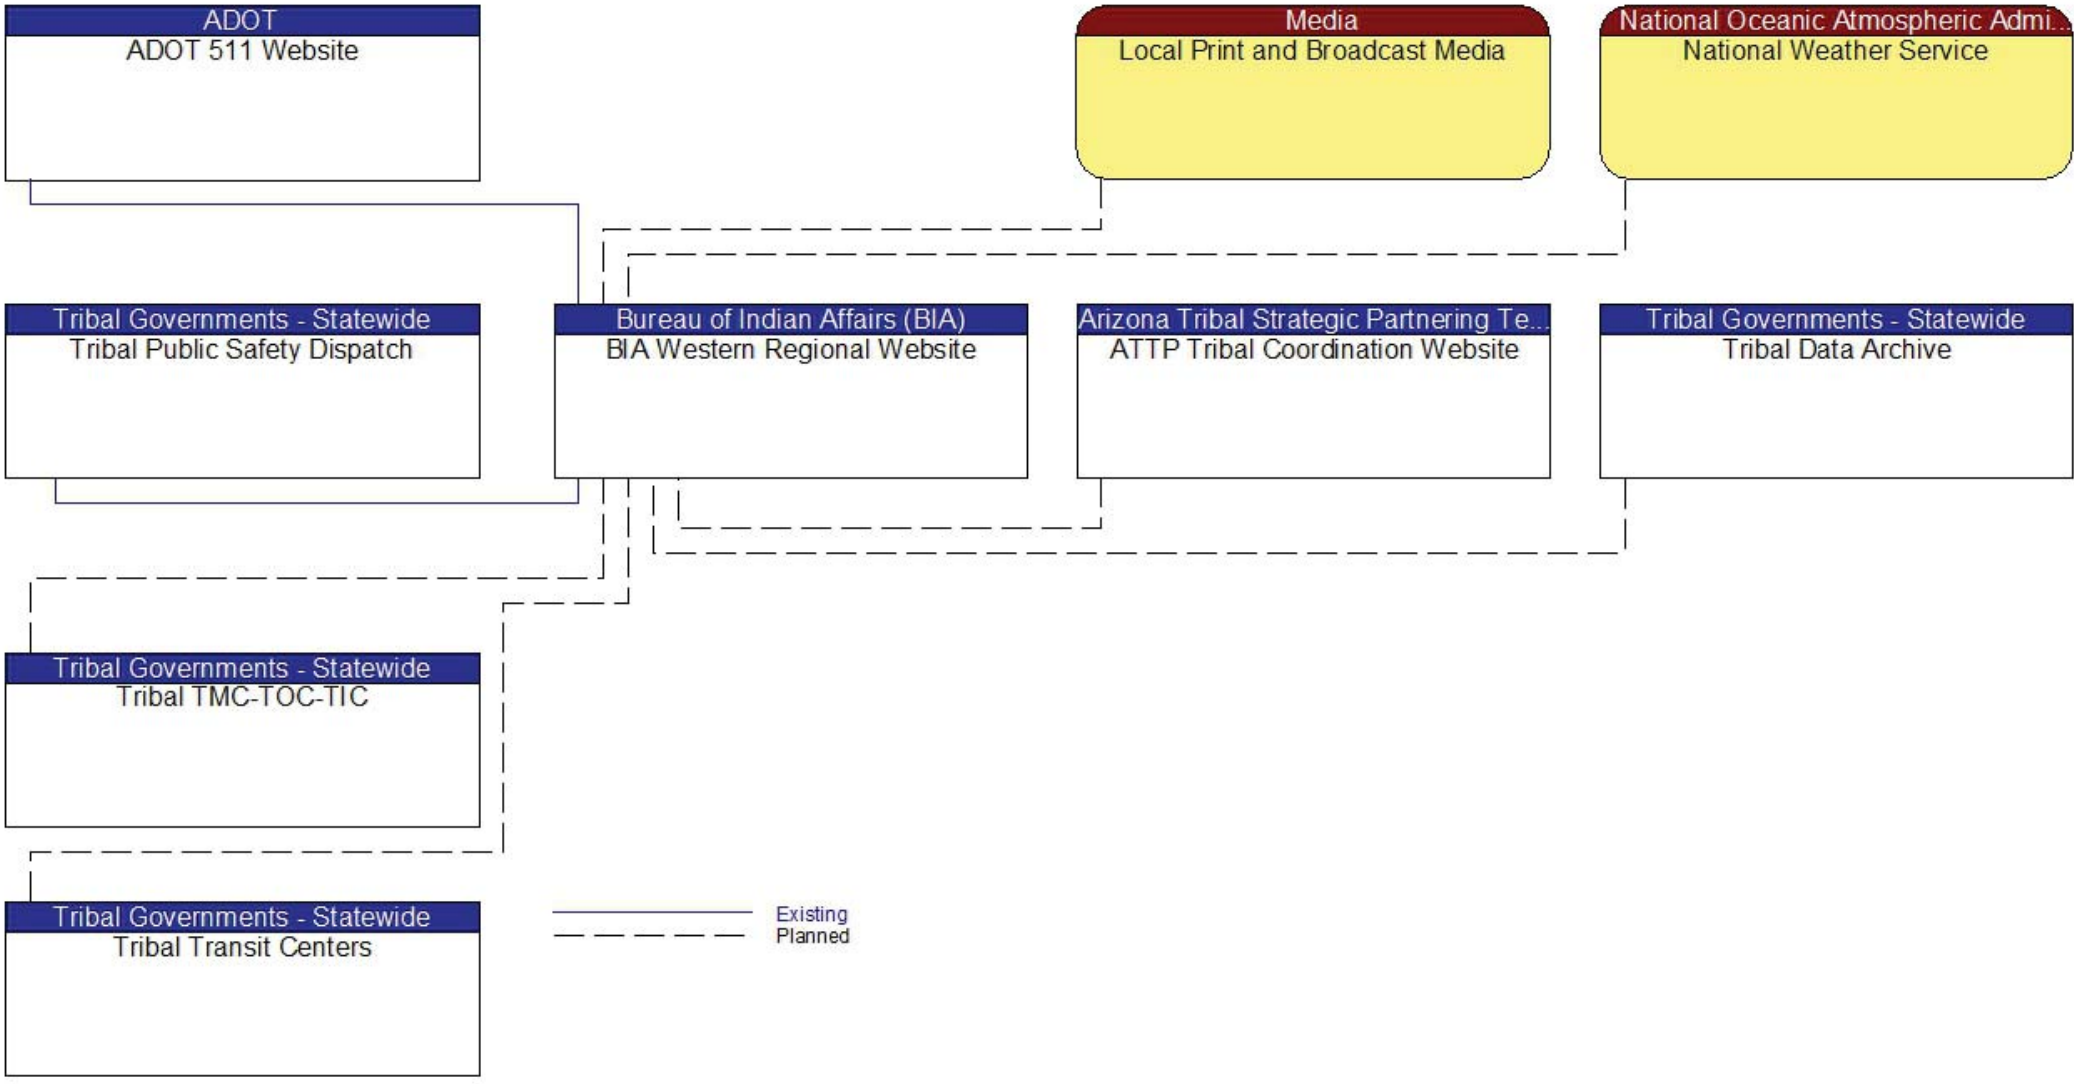 ADOT
ADOT 511 Website
Media
Local Print and Broadcast Media
National Oceanic Atmospheric Admi...
National Weather Service
Tribal Governments - Statewide
Tribal Public Safety Dispatch
Bureau of Indian Affairs (BIA)
BIA Western Regional Website
Arizona Tribal Strategic Partnering Te...
ATTP Tribal Coordination Website
Tribal Governments - Statewide
Tribal Data Archive
Tribal Governments - Statewide
Tribal TMC-TOC-TIC
Tribal Governments - Statewide
Tribal Transit Centers
Existing
Planned